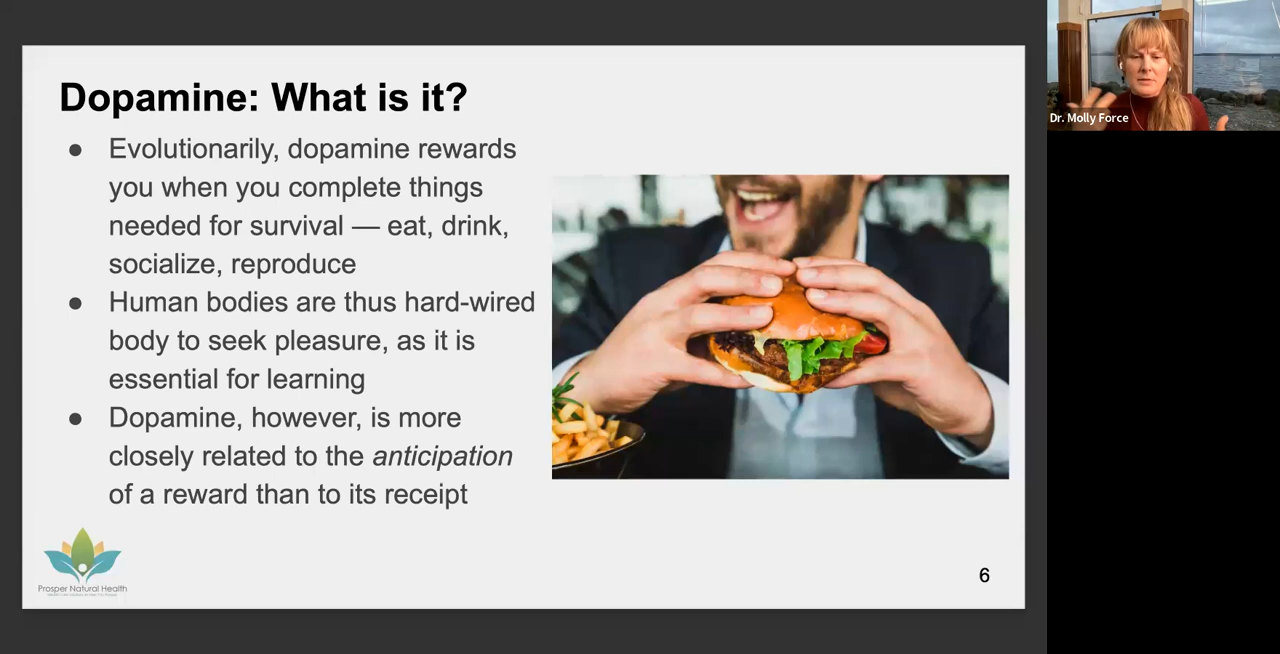 Dopamine: What is it?
● Evolutionarily, dopamine rewards
you when you complete things
needed for survival — eat, drink,
socialize, reproduce
● Human bodies are thus hard-wired
body to seek pleasure, as it is
essential for learning
● Dopamine, however, is more
closely related to the anticipation
of a reward than to its receipt
Prosper Natural Health
6
Dr. Molly Force